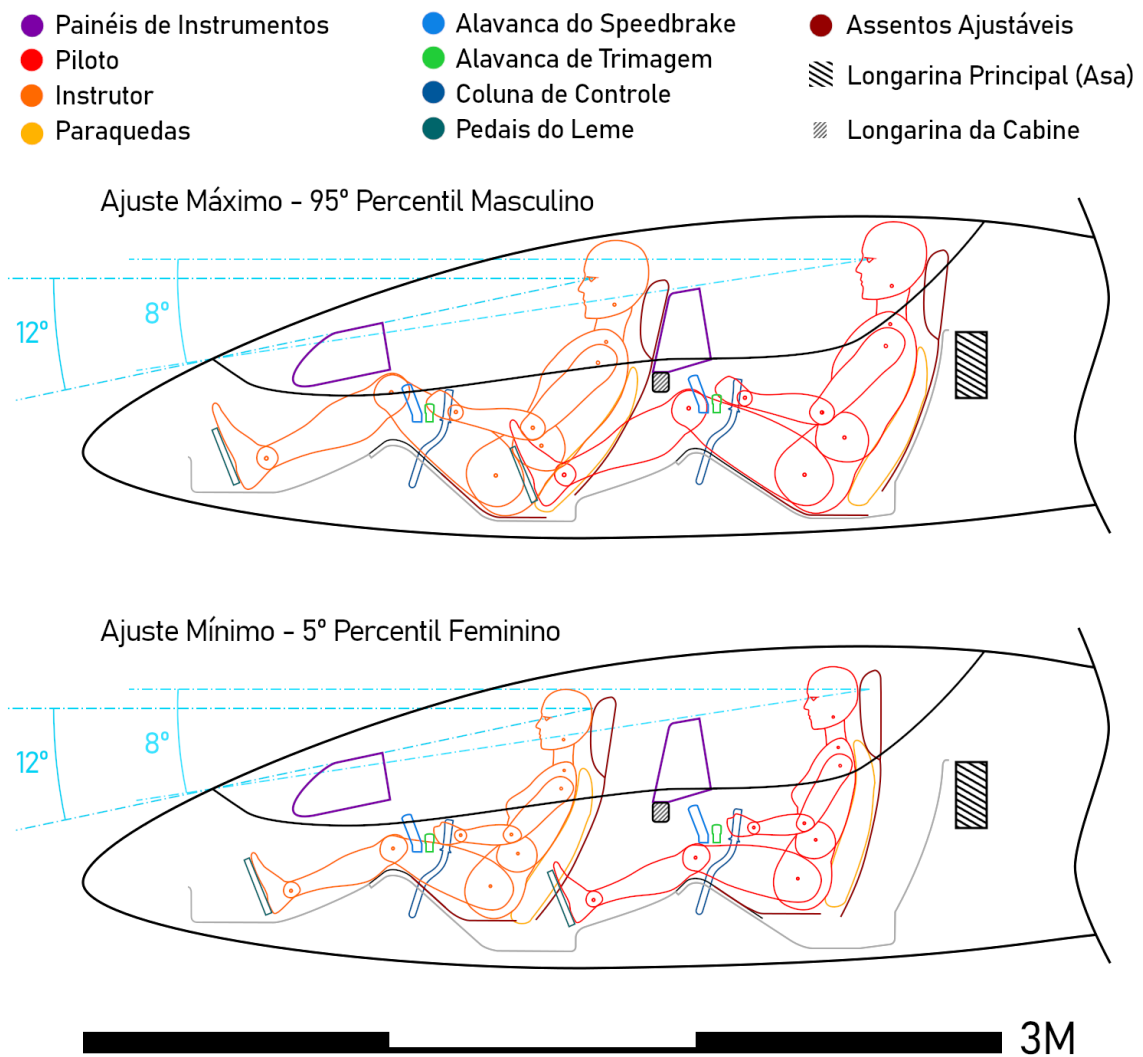 Painéis de Instrumentos
Piloto
Instrutor
Paraquedas
Alavanca do Speedbrake
Alavanca de Trimagem
Coluna de Controle
Pedais do Leme
Assentos Ajustáveis
Longarina Principal (Asa)
Longarina da Cabine
Ajuste Máximo - 95º Percentil Masculino
8º
12º
Ajuste Mínimo - 5º Percentil Feminino
8º
12º
3M